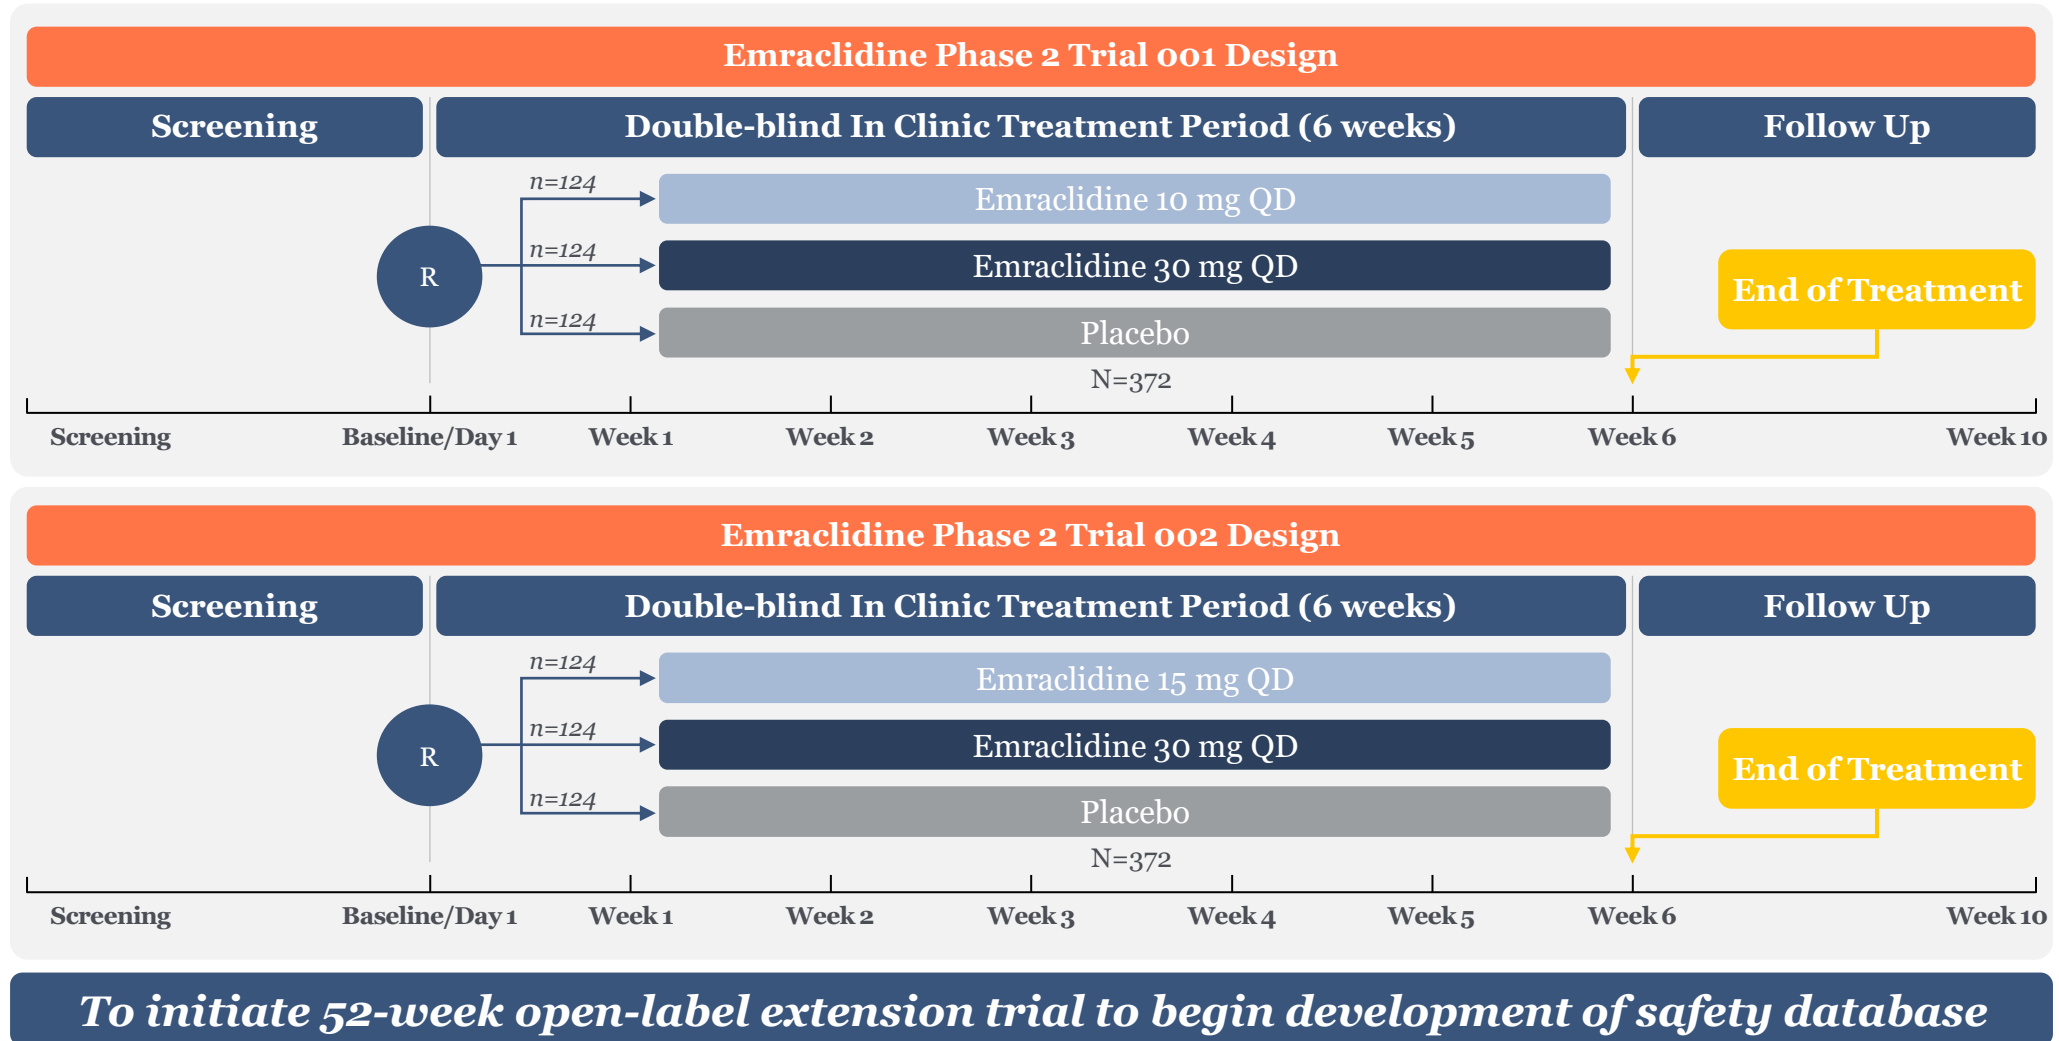 Emraclidine Phase 2 Trial 001 Design
Screening
Double-blind In Clinic Treatment Period (6 weeks)
Follow Up
n=124
Emraclidine 10 mg QD
n=124
Emraclidine 30 mg QD
R
End of Treatment
n=124
Placebo
N=372
Screening
Baseline/Day 1
Week 1
Week 2
Week 3
Week 4
Week 5
Week 6
Week 10
Emraclidine Phase 2 Trial 002 Design
Screening
Double-blind In Clinic Treatment Period (6 weeks)
Follow Up
n=124
Emraclidine 15 mg QD
n=124
Emraclidine 30 mg QD
R
End of Treatment
n=124
Placebo
N=372
Screening
Baseline/Day 1
Week 1
Week 2
Week 3
Week 4
Week 5
Week 6
Week 10
To initiate 52-week open-label extension trial to begin development of safety database